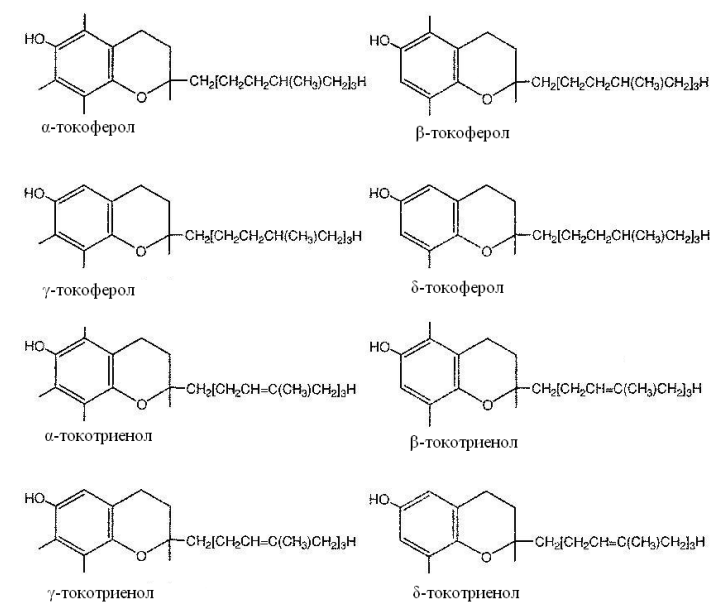 HO
O
CH₂[CH₂CH₂CH(CH₃)CH₂]₃H
α-токоферол
HO
O
CH₂[CH₂CH₂CH(CH₃)CH₂]₃H
β-токоферол
HO
O
CH₂[CH₂CH₂CH(CH₃)CH₂]₃H
γ-токоферол
HO
O
CH₂[CH₂CH₂CH(CH₃)CH₂]₃H
δ-токоферол
HO
O
CH₂[CH₂CH=C(CH₃)CH₂]₃H
α-токотриенол
HO
O
CH₂[CH₂CH=C(CH₃)CH₂]₃H
β-токотриенол
HO
O
CH₂[CH₂CH=C(CH₃)CH₂]₃H
γ-токотриенол
HO
O
CH₂[CH₂CH=C(CH₃)CH₂]₃H
δ-токотриенол